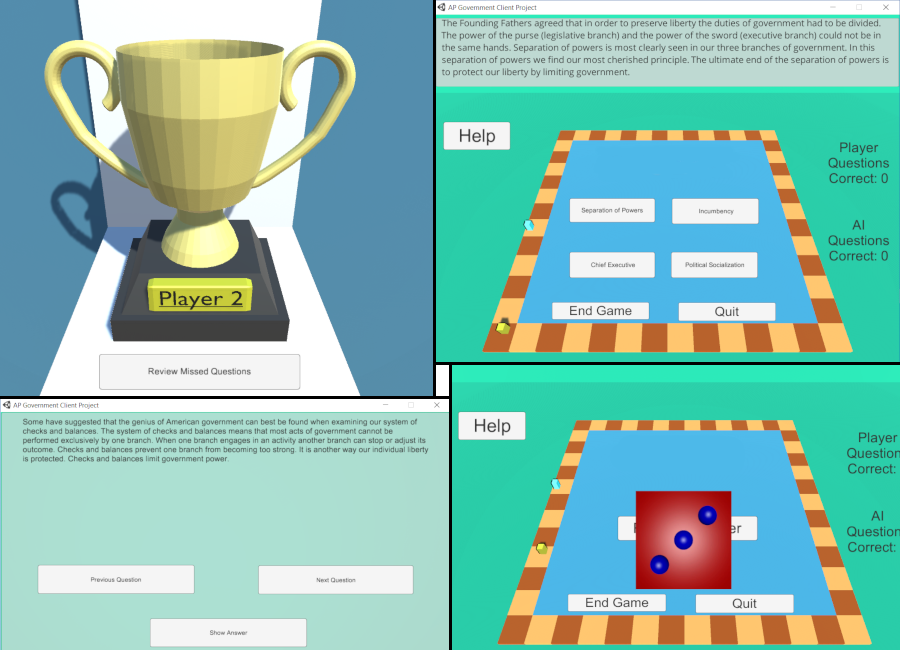 Player 2
Review Missed Questions
AP Government Client Project
The Founding Fathers agreed that in order to preserve liberty the duties of government had to be divided.
The power of the purse (legislative branch) and the power of the sword (executive branch) could not be in
the same hands. Separation of powers is most clearly seen in our three branches of government. In this
separation of powers we find our most cherished principle. The ultimate end of the separation of powers is
to protect our liberty by limiting government.
Help
Player
Questions
Correct: 0
AI
Questions
Correct: 0
Separation of Powers
Incumbency
Chief Executive
Political Socialization
End Game
Quit
AP Government Client Project
Some have suggested that the genius of American government can best be found when examining our system of
checks and balances. The system of checks and balances means that most acts of government cannot be
performed exclusively by one branch. When one branch engages in an activity another branch can stop or adjust its
outcome. Checks and balances prevent one branch from becoming too strong. It is another way our individual liberty
is protected. Checks and balances limit government power.
Previous Question
Next Question
Show Answer
Help
Player
Question
Correct:
AI
Question
Correct:
End Game
Quit